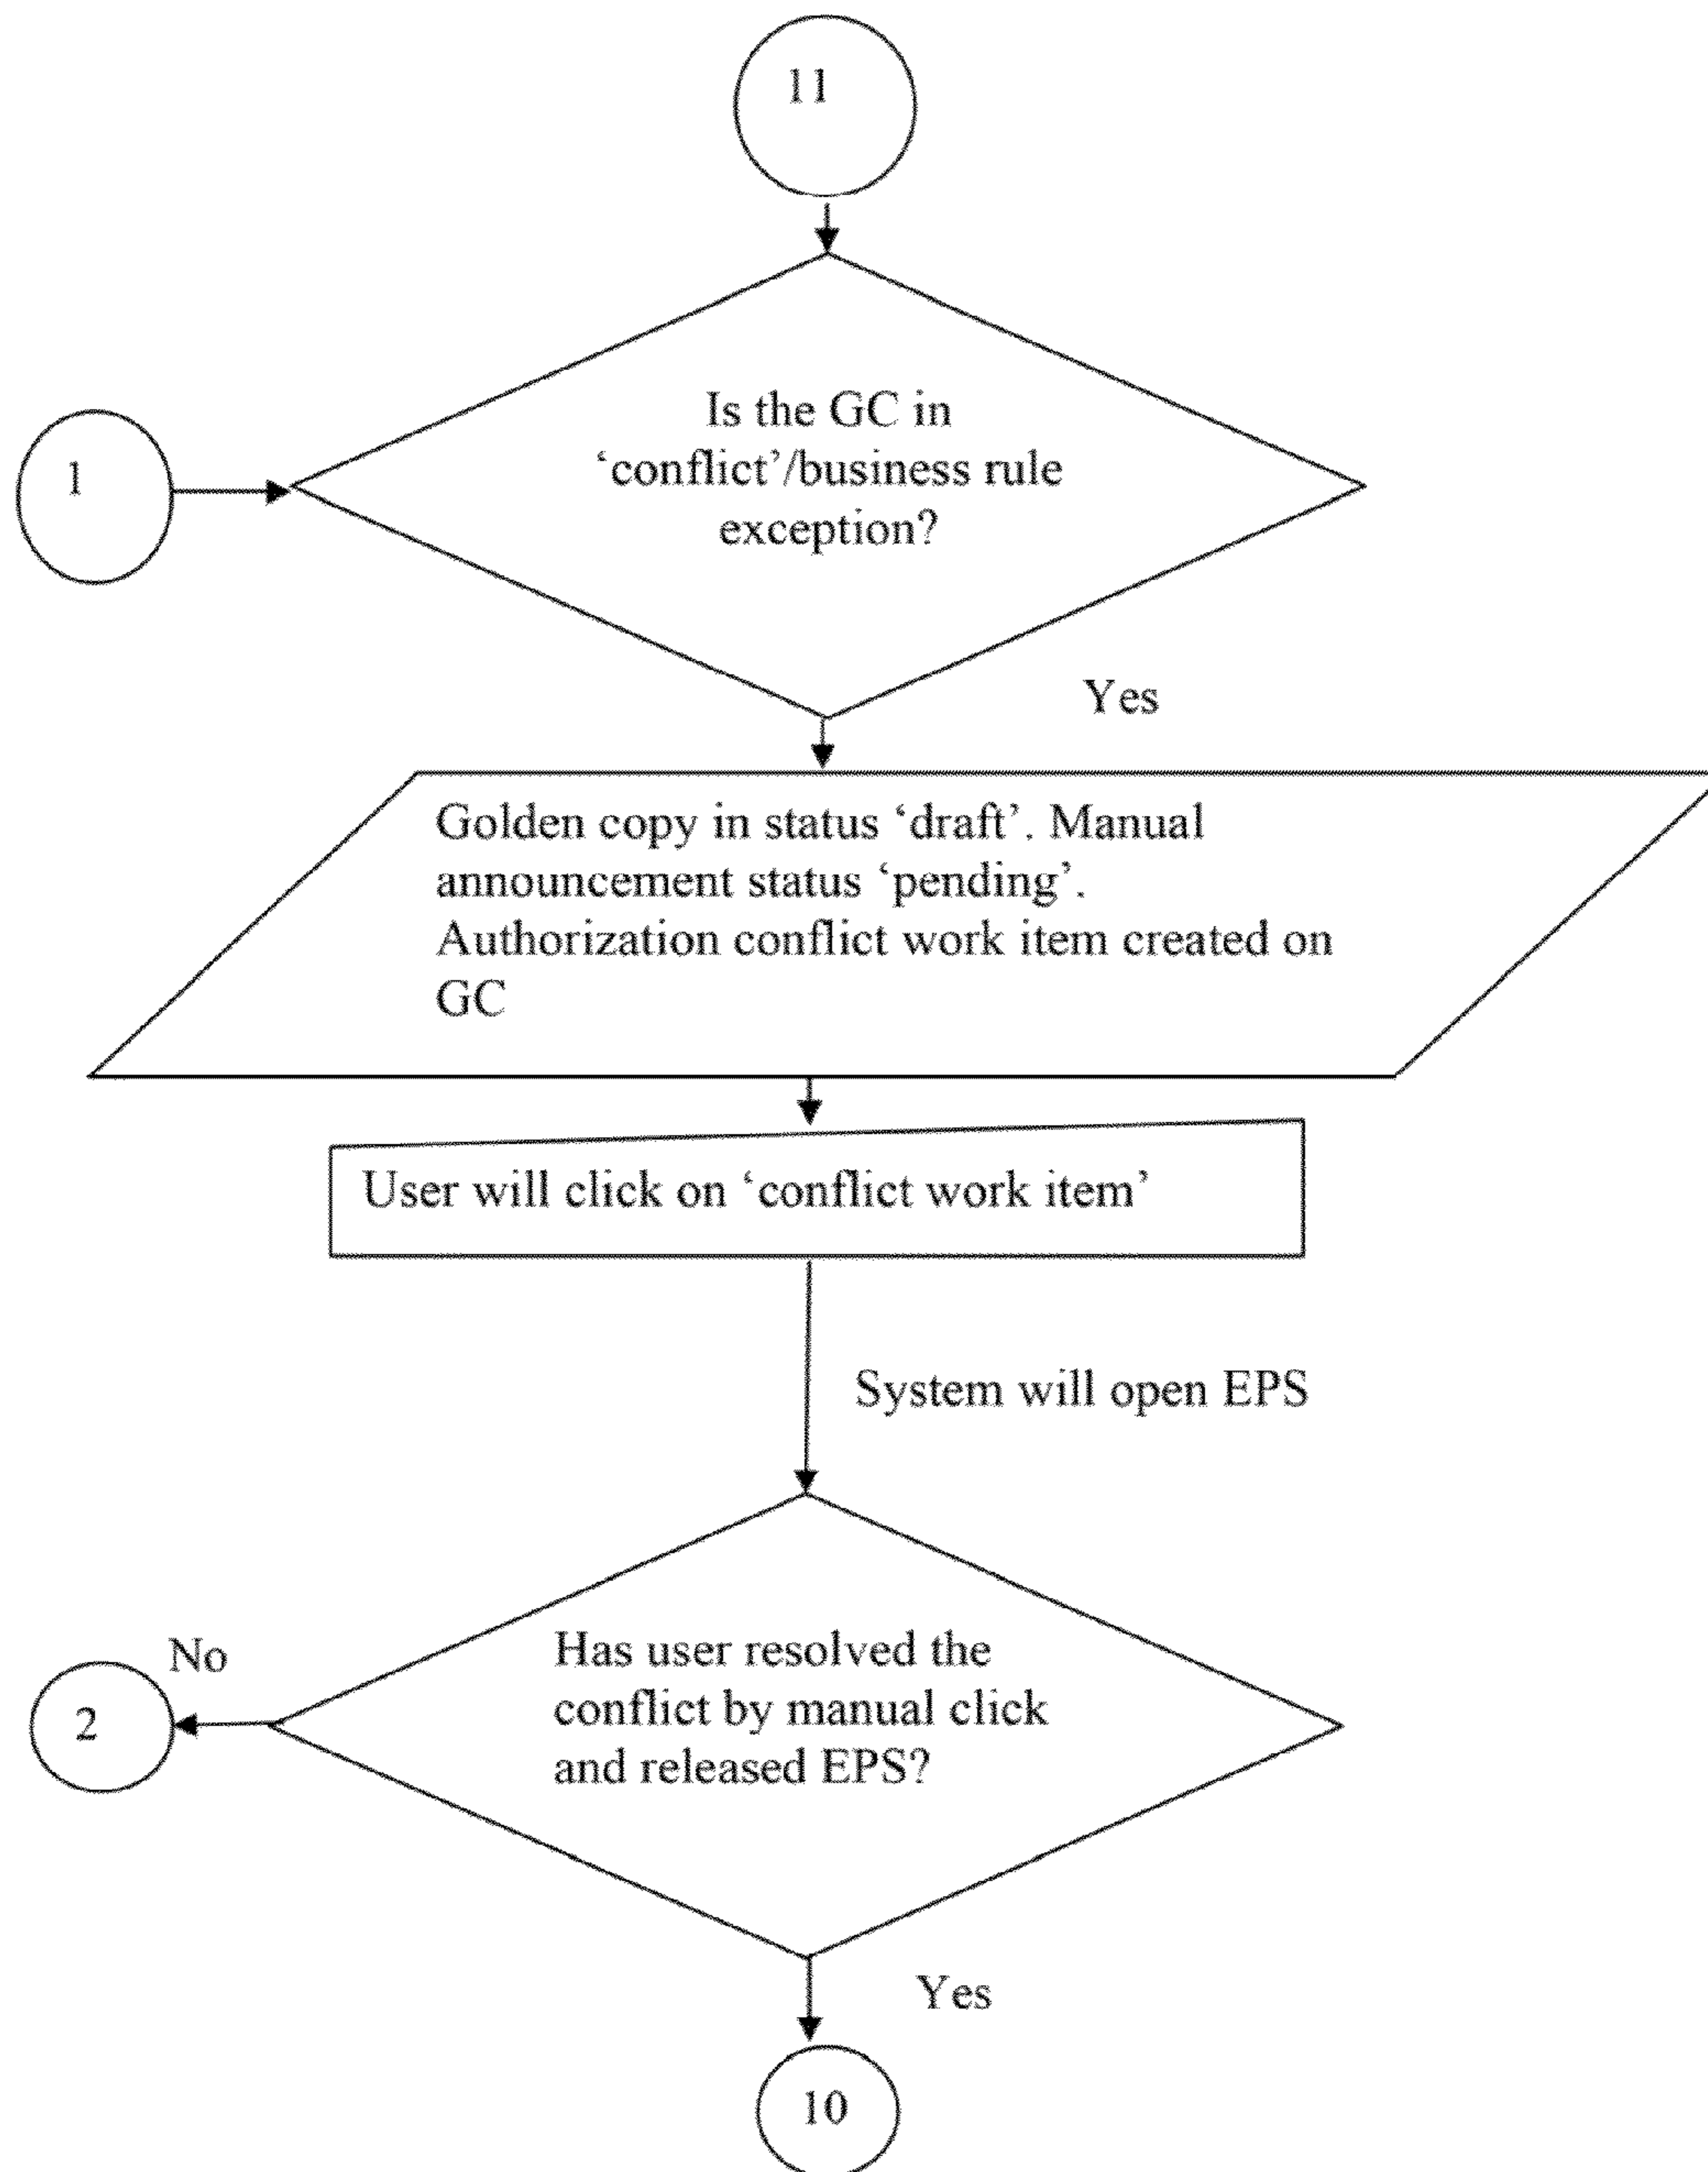 11
1
Is the GC in
‘conflict’/business rule
exception?
Yes
Golden copy in status ‘draft’. Manual
announcement status ‘pending’.
Authorization conflict work item created on
GC
User will click on ‘conflict work item’
System will open EPS
No
2
Has user resolved the
conflict by manual click
and released EPS?
Yes
10